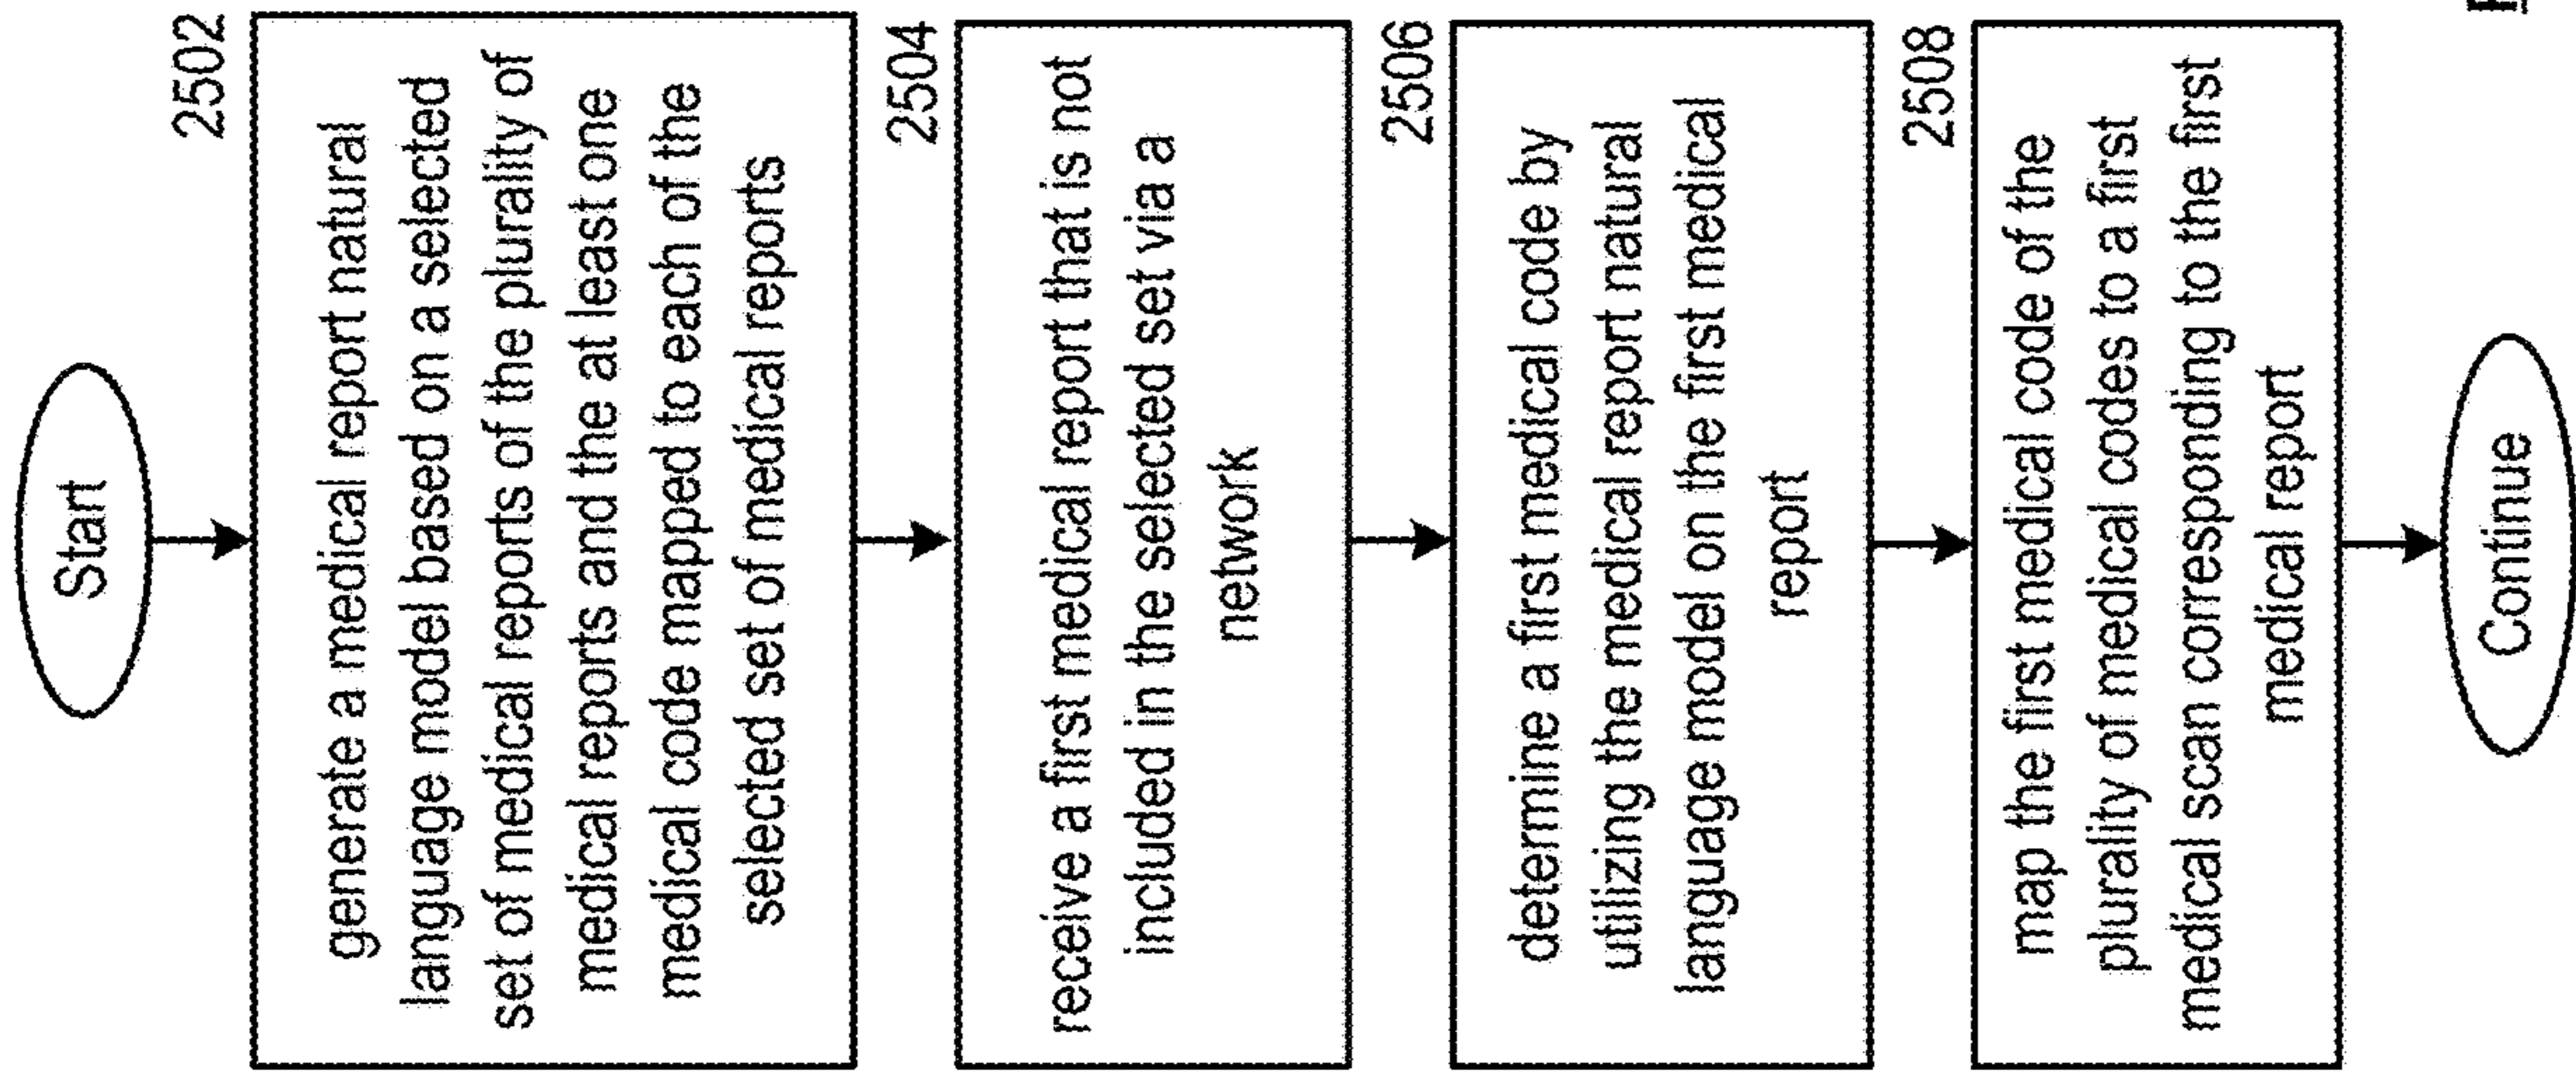 Start
2502
generate a medical report natural
language model based on a selected
set of medical reports of the plurality of
medical reports and the at least one
medical code mapped to each of the
selected set of medical reports
2504
receive a first medical report that is not
included in the selected set via a
network
2506
determine a first medical code by
utilizing the medical report natural
language model on the first medical
report
2508
map the first medical code of the
plurality of medical codes to a first
medical scan corresponding to the first
medical report
Continue